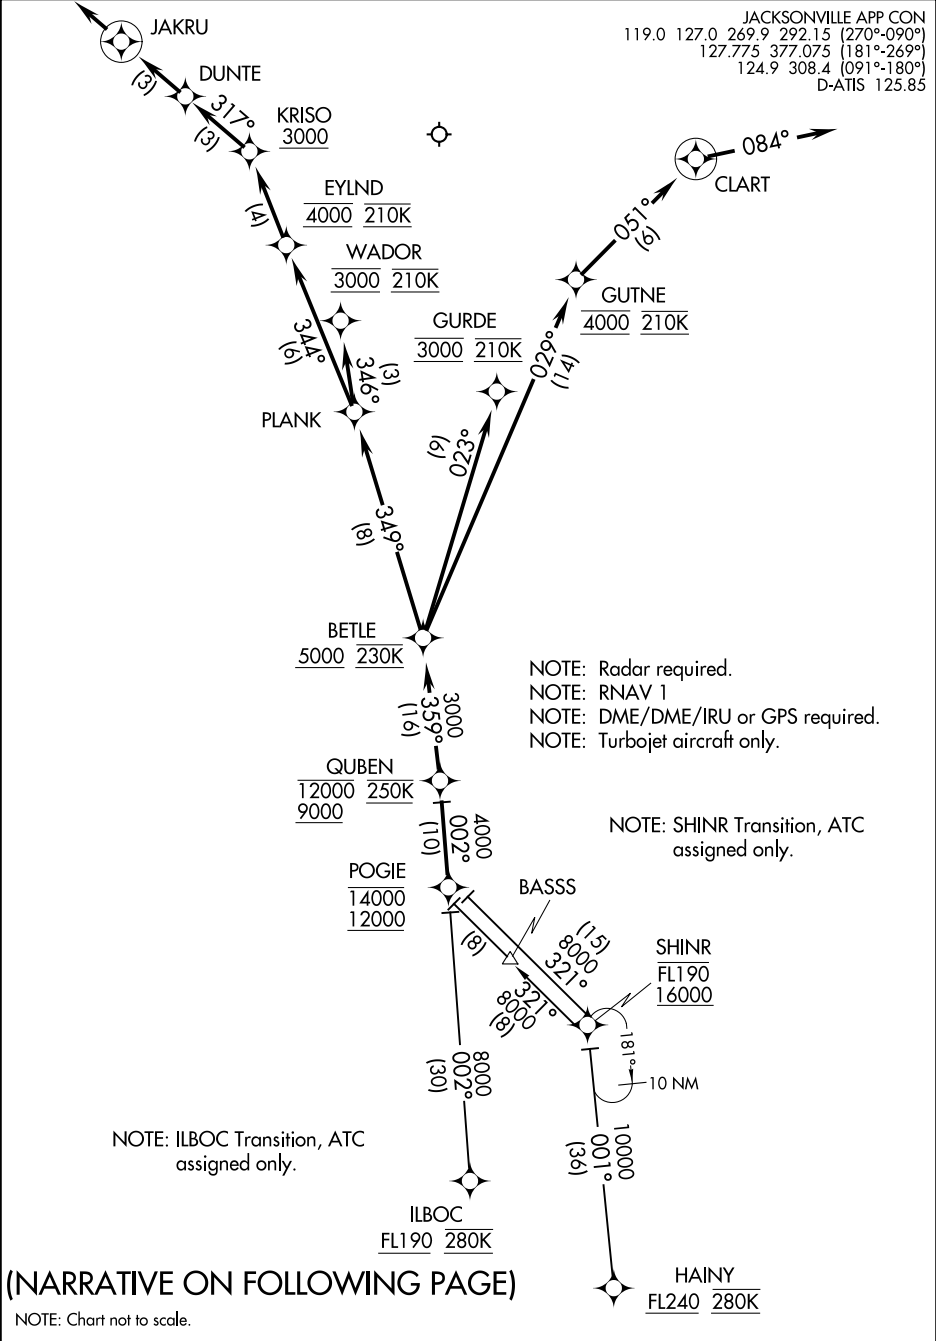 JACKSONVILLE APP CON
119.0 127.0 269.9 292.15 (270°-090°)
127.775 377.075 (181°-269°)
124.9 308.4 (091°-180°)
D-ATIS 125.85
JAKRU
(3)
DUNTE
317°
(3)
KRISO
3000
084°
CLART
(4)
EYLND
4000 210K
051°
(6)
WADOR
3000 210K
GUTNE
4000 210K
GURDE
3000 210K
344°
(6)
346°
(3)
029°
(14)
PLANK
023°
(6)
349°
(8)
BETLE
5000 230K
NOTE: Radar required.
NOTE: RNAV 1
NOTE: DME/DME/IRU or GPS required.
NOTE: Turbojet aircraft only.
3000
359°
(16)
QUBEN
12000 250K
9000
4000
002°
(10)
NOTE: SHINR Transition, ATC
assigned only.
POGIE
14000
12000
BASSS
(8)
(15)
8000
321°
SHINR
FL190
16000
321°
8000
(8)
181°
10 NM
8000
002°
(30)
NOTE: ILBOC Transition, ATC
assigned only.
10000
001°
(36)
ILBOC
FL190 280K
HAINY
FL240 280K
(NARRATIVE ON FOLLOWING PAGE)
NOTE: Chart not to scale.